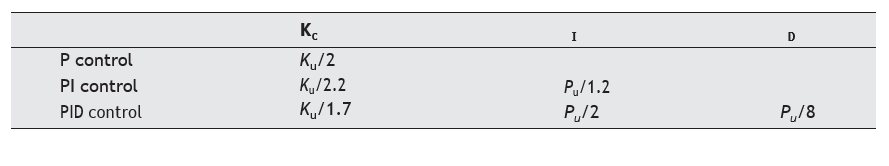 Kc I D
P control Ku/2
PI control Ku/2.2 Pu/1.2
PID control Ku/1.7 Pu/2 Pu/8